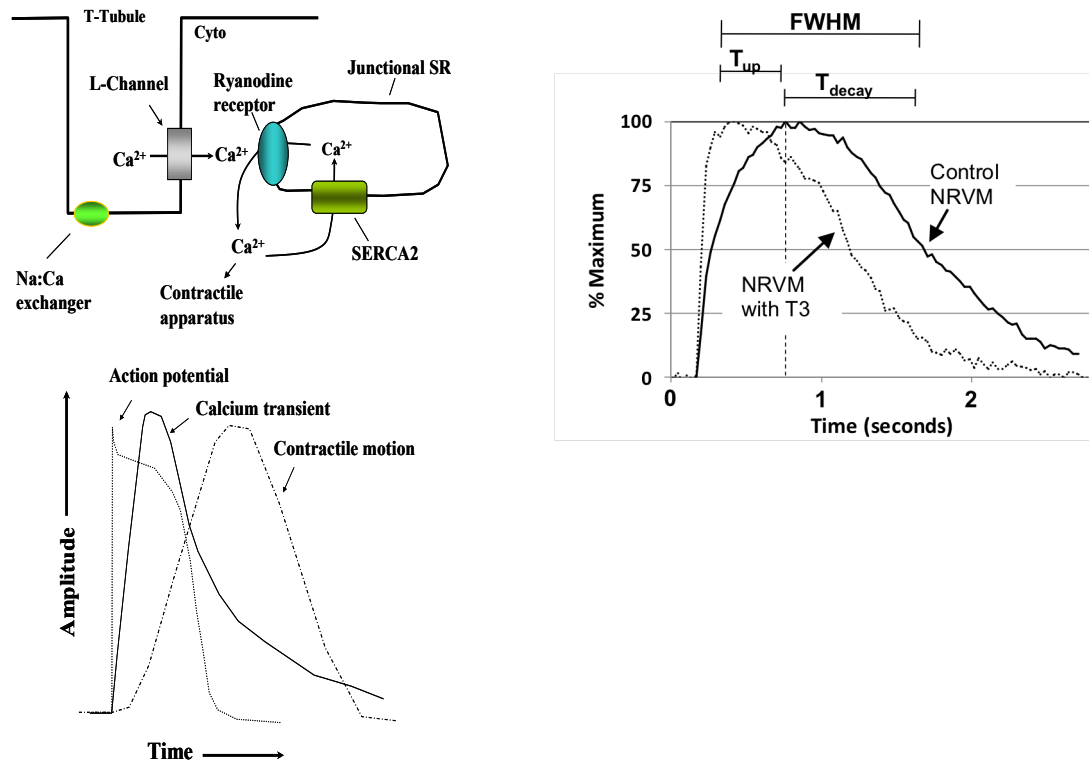 T-Tubule
Cyto
L-Channel
Ryanodine
receptor
Junctional SR
Ca²⁺
Ca²⁺
Ca²⁺
Ca²⁺
SERCA2
Na:Ca
exchanger
Contractile
apparatus
Action potential
Calcium transient
Contractile motion
Amplitude
Time
FWHM
Tup
Tdecay
100
75
50
25
0
% Maximum
Control
NRVM
NRVM
with T3
0
1
2
Time (seconds)